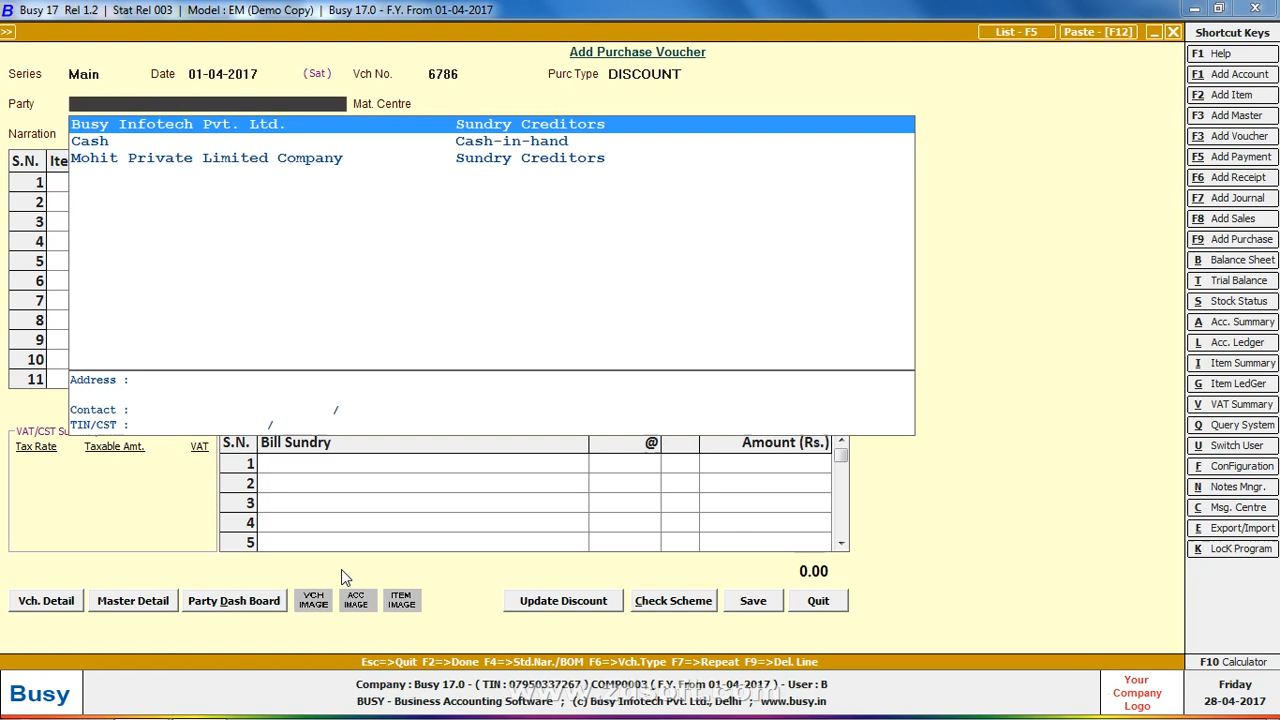 Busy 17 Rel 1.2 | Stat Rel 003 | Model : EM (Demo Copy) | Busy 17.0 - F.Y. From 01-04-2017 |
>> List - F5 Paste - [F12]
Add Purchase Voucher
Series Main Date 01-04-2017 (Sat) Vch No. 6786 Purc Type DISCOUNT
Party Mat. Centre
Busy Infotech Pvt. Ltd. Sundry Creditors
Cash Cash-in-hand
Mohit Private Limited Company Sundry Creditors
Narration
S.N. Ite
1
2
3
4
5
6
7
8
9
10
11
Address :
Contact : /
TIN/CST : /
VAT/CST Su
Tax Rate Taxable Amt. VAT
S.N. Bill Sundry @ Amount (Rs.)
1
2
3
4
5
0.00
Vch. Detail Master Detail Party Dash Board VCH IMAGE ACC IMAGE ITEM IMAGE Update Discount Check Scheme Save Quit
Esc=>Quit F2=>Done F4=>Std.Nar./BOM F6=>Vch.Type F7=>Repeat F9=>Del. Line
Busy
Company : Busy 17.0 - ( TIN : 07950337267 ) COMP0003 ( F.Y. From 01-04-2017 ) - User : B
BUSY - Business Accounting Software , (c) Busy Infotech Pvt. Ltd., Delhi , www.busy.in
www.zdsoft.com
Your
Company
Logo
Shortcut Keys
F1 Help
F1 Add Account
F2 Add Item
F3 Add Master
F3 Add Voucher
F5 Add Payment
F6 Add Receipt
F7 Add Journal
F8 Add Sales
F9 Add Purchase
B Balance Sheet
T Trial Balance
S Stock Status
A Acc. Summary
L Acc. Ledger
I Item Summary
G Item LedGer
V VAT Summary
Q Query System
U Switch User
F ConFiguration
N Notes Mngr.
C Msg. Centre
E Export/Import
K LocK Program
F10 Calculator
Friday
28-04-2017